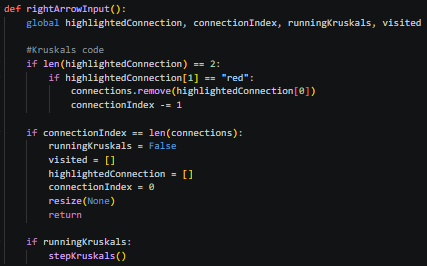 def rightArrowInput():
    global highlightedConnection, connectionIndex, runningKruskals, visited

    #Kruskals code
    if len(highlightedConnection) == 2:
        if highlightedConnection[1] == "red":
            connections.remove(highlightedConnection[0])
            connectionIndex -= 1

    if connectionIndex == len(connections):
        runningKruskals = False
        visited = []
        highlightedConnection = []
        connectionIndex = 0
        resize(None)
        return

    if runningKruskals:
        stepKruskals()